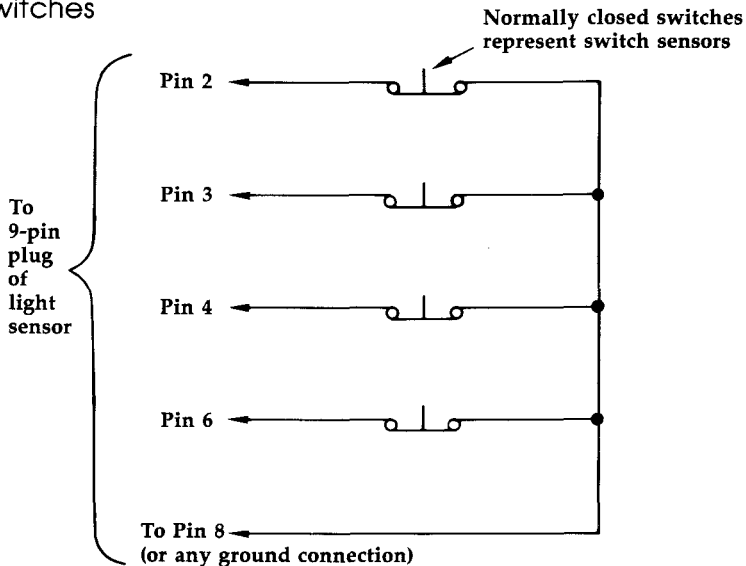 Normally closed switches
represent switch sensors
Pin 2
Pin 3
To
9-pin
plug
of
light
sensor
Pin 4
Pin 6
To Pin 8
(or any ground connection)